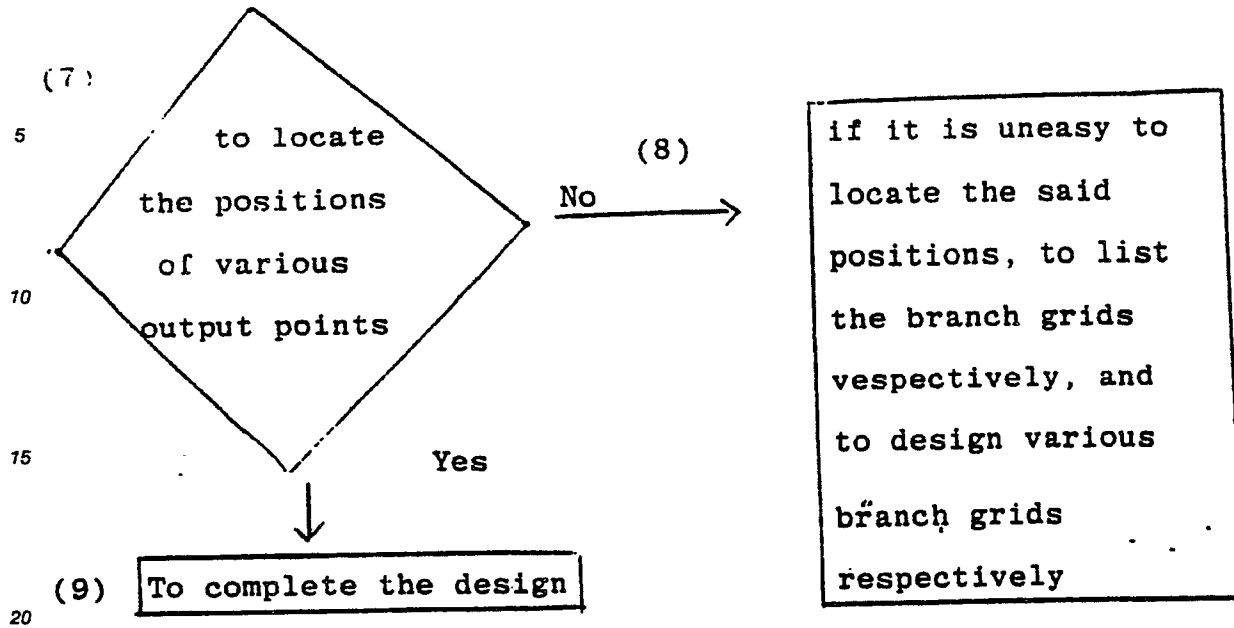 (7)
5
to locate
the positions
of various
10
output points
(8)
No
if it is uneasy to
locate the said
positions, to list
the branch grids
vespectively, and
to design various
branch grids
respectively
15
Yes
(9) To complete the design
20